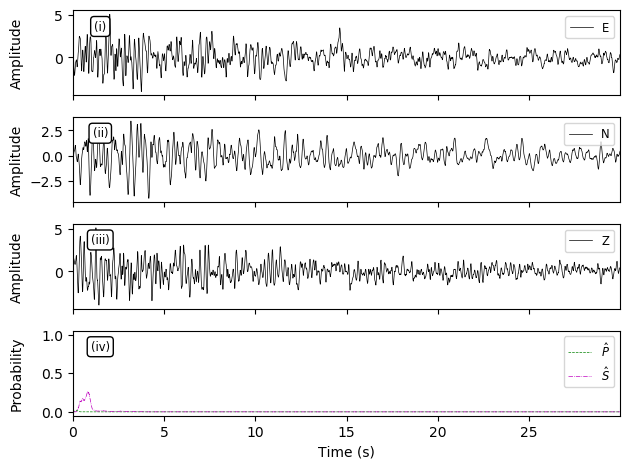 Amplitude
5
0
(i)
E
Amplitude
2.5
0.0
−2.5
(ii)
N
Amplitude
5
0
(iii)
Z
Probability
1.0
0.5
0.0
(iv)
P̂
Ŝ
0 5 10 15 20 25
Time (s)